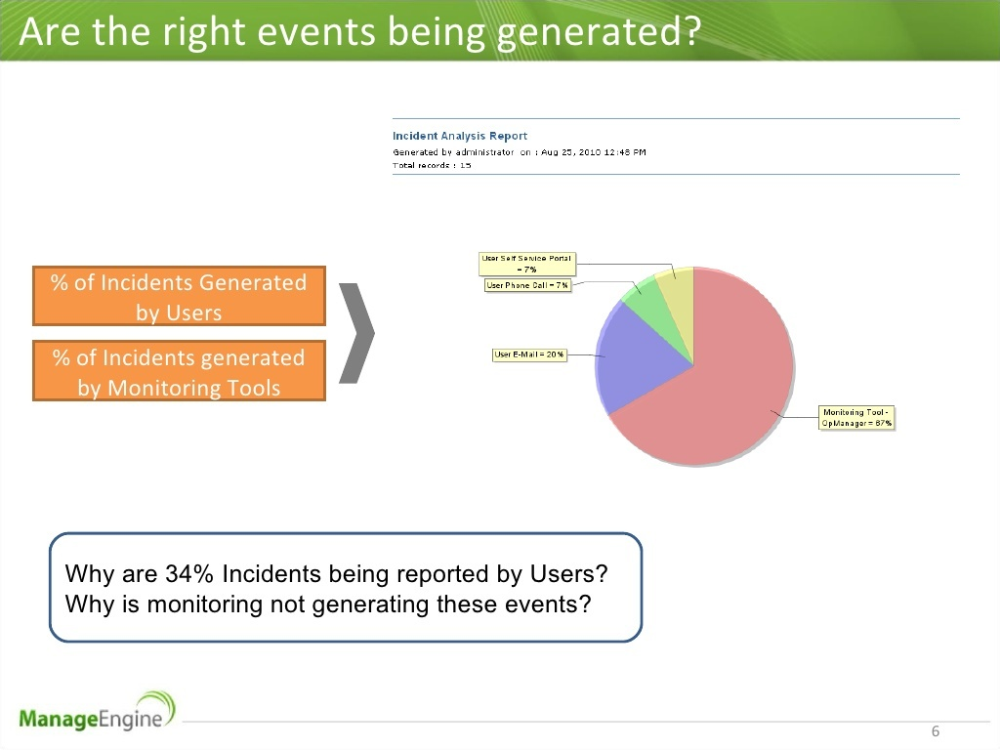 Are the right events being generated?
Incident Analysis Report
Generated by administrator on : Aug 25, 2010 12:48 PM
Total records : 15
% of Incidents Generated
by Users
% of Incidents generated
by Monitoring Tools
User Self Service Portal
= 7%
User Phone Call = 7%
User E-Mail = 20%
Monitoring Tool -
OpManager = 67%
Why are 34% Incidents being reported by Users?
Why is monitoring not generating these events?
ManageEngine
6